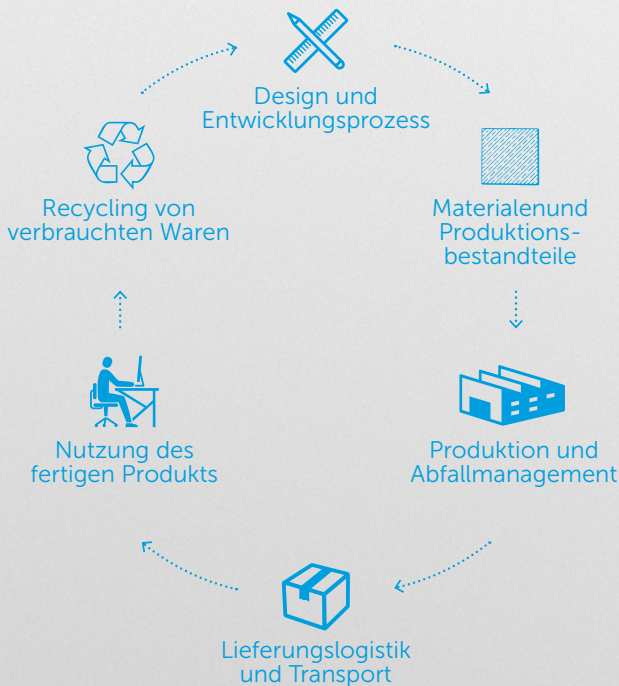 Design und
Entwicklungsprozess
Materialenund
Produktions-
bestandteile
Produktion und
Abfallmanagement
Lieferungslogistik
und Transport
Nutzung des
fertigen Produkts
Recycling von
verbrauchten Waren